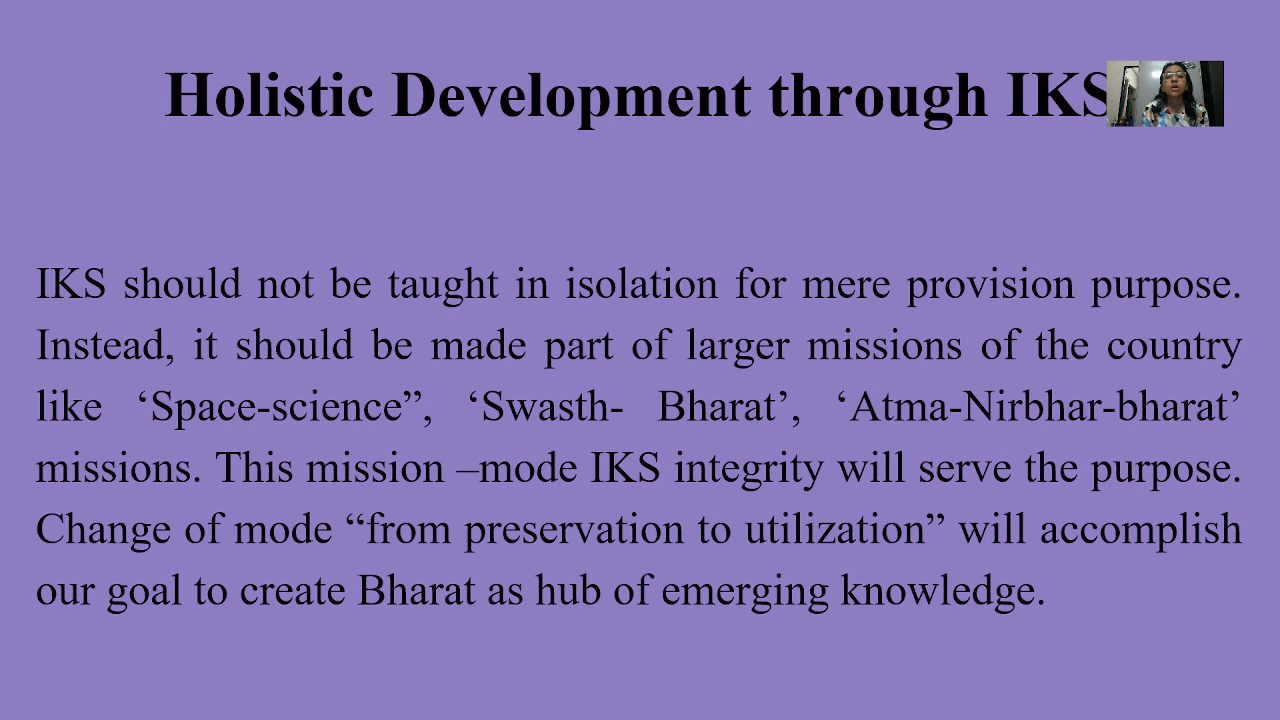 Holistic Development through IKS
IKS should not be taught in isolation for mere provision purpose.
Instead, it should be made part of larger missions of the country
like ‘Space-science”, ‘Swasth- Bharat’, ‘Atma-Nirbhar-bharat’
missions. This mission –mode IKS integrity will serve the purpose.
Change of mode “from preservation to utilization” will accomplish
our goal to create Bharat as hub of emerging knowledge.